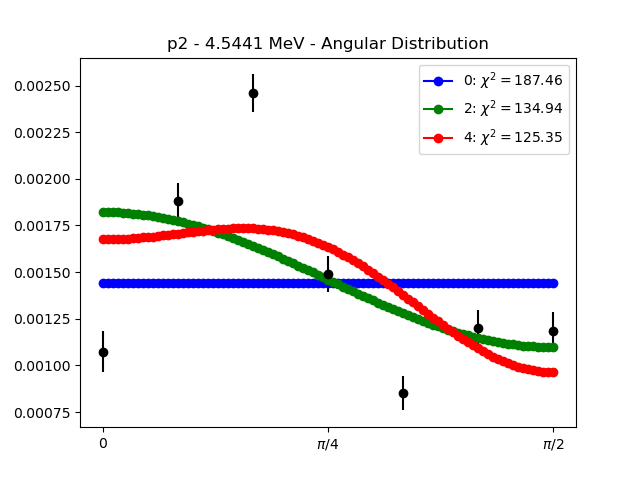 p2 - 4.5441 MeV - Angular Distribution
0: χ² = 187.46
2: χ² = 134.94
4: χ² = 125.35
0.00250
0.00225
0.00200
0.00175
0.00150
0.00125
0.00100
0.00075
0 π/4 π/2